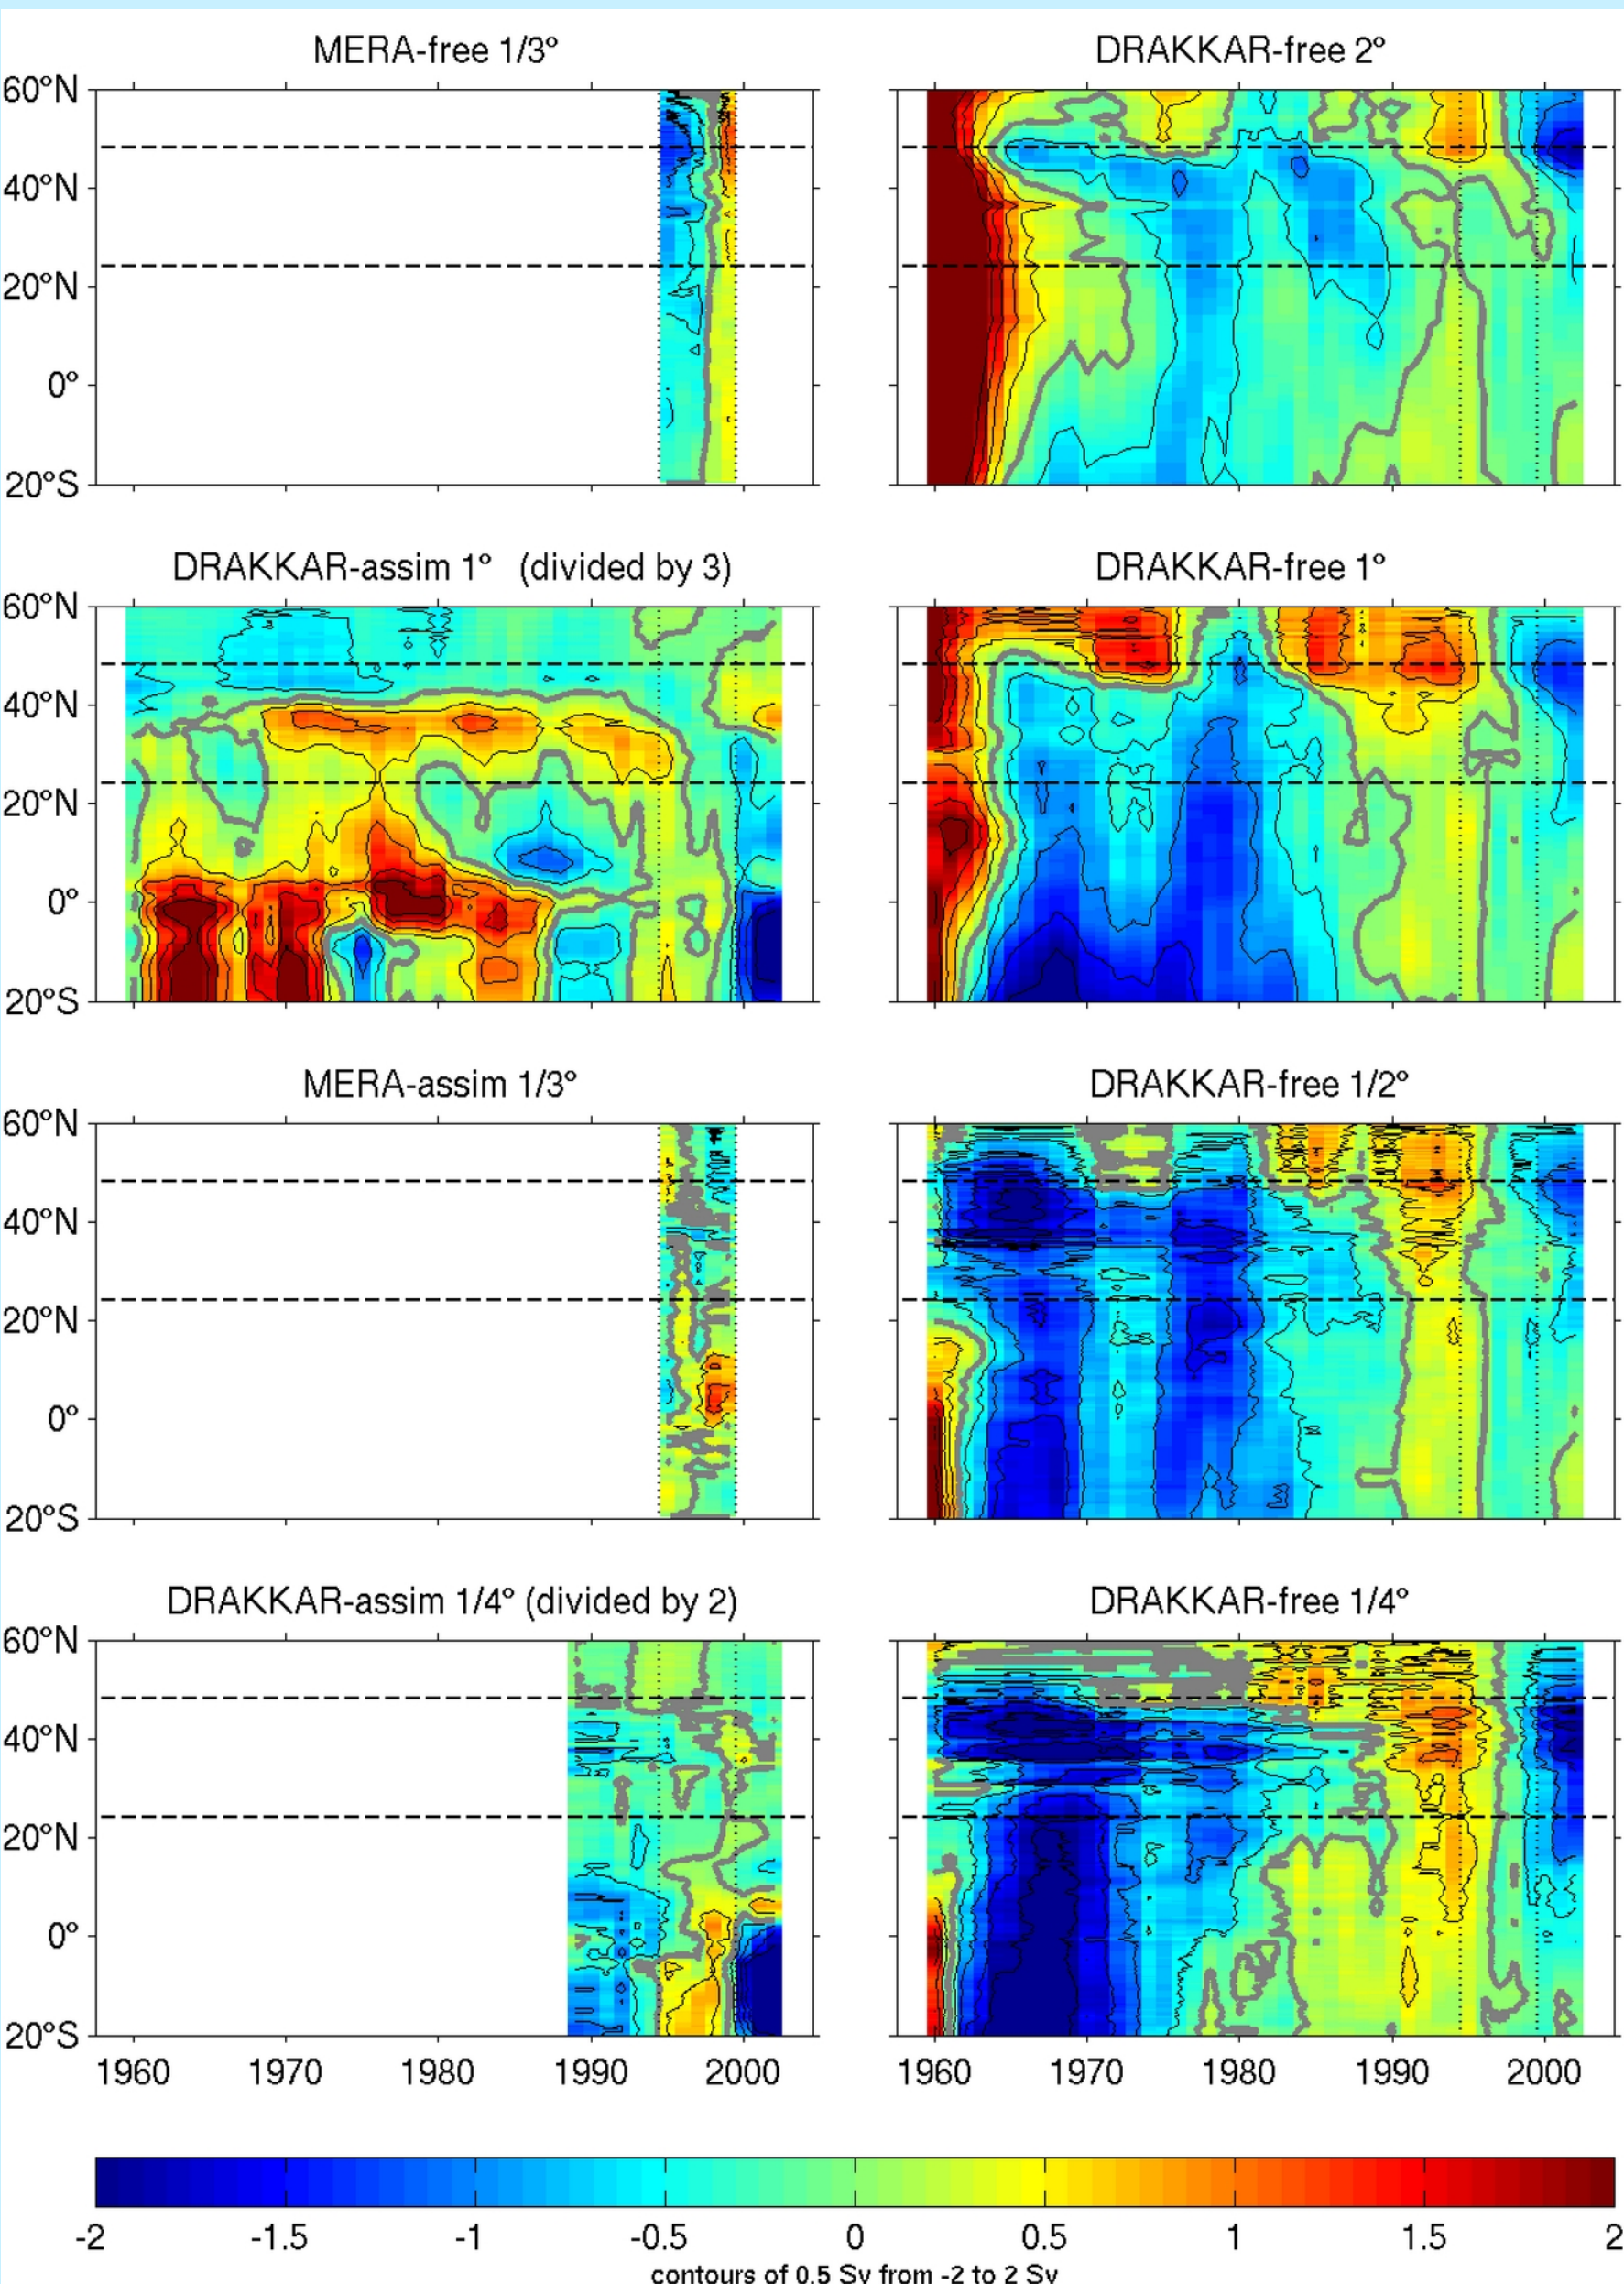 MERA-free 1/3° DRAKKAR-free 2°
60°N
40°N
20°N
0°
20°S
DRAKKAR-assim 1° (divided by 3) DRAKKAR-free 1°
60°N
40°N
20°N
0°
20°S
MERA-assim 1/3° DRAKKAR-free 1/2°
60°N
40°N
20°N
0°
20°S
DRAKKAR-assim 1/4° (divided by 2) DRAKKAR-free 1/4°
60°N
40°N
20°N
0°
20°S
1960 1970 1980 1990 2000 1960 1970 1980 1990 2000
-2 -1.5 -1 -0.5 0 0.5 1 1.5 2
contours of 0.5 Sv from -2 to 2 Sv